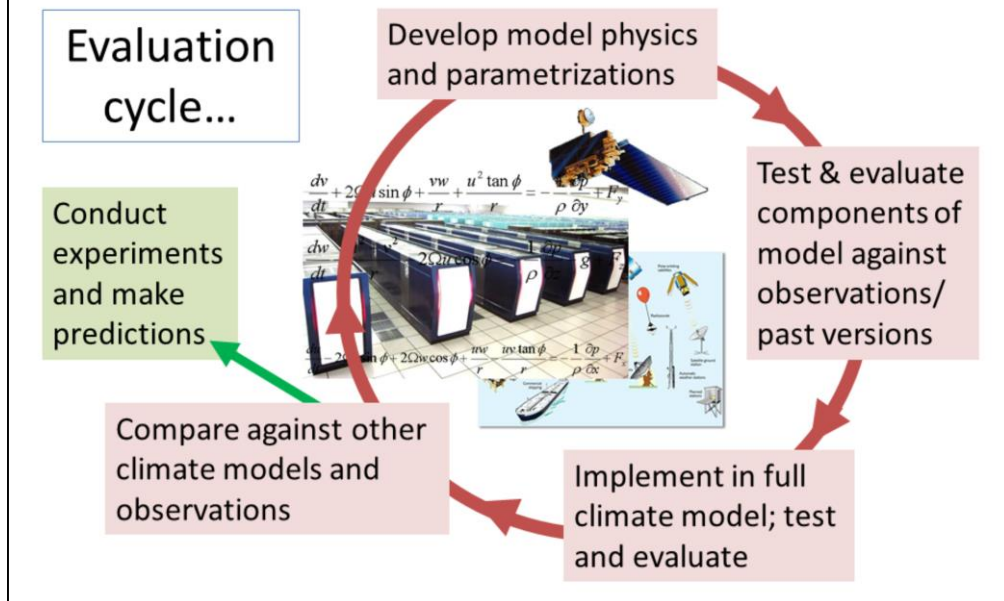 Evaluation
cycle...
Develop model physics
and parametrizations
Test & evaluate
components of
model against
observations/
past versions
Implement in full
climate model; test
and evaluate
Compare against other
climate models and
observations
Conduct
experiments
and make
predictions